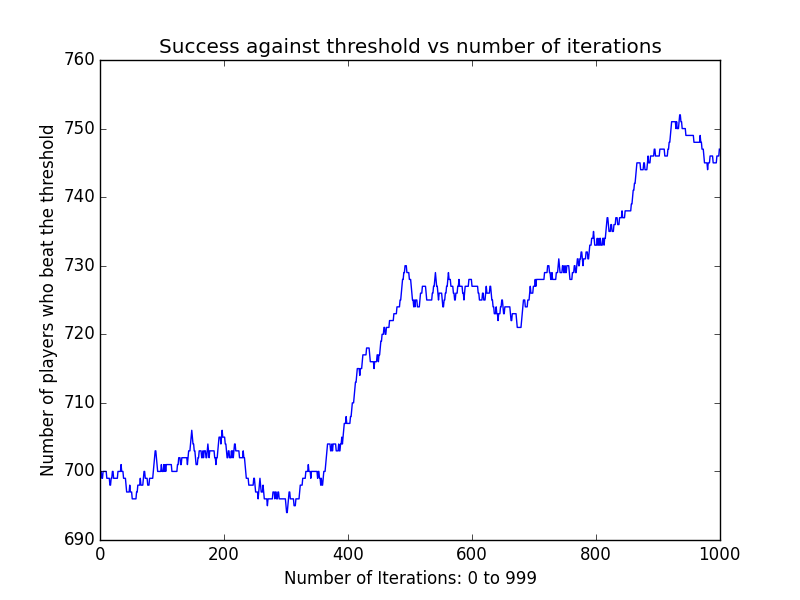 Success against threshold vs number of iterations
760
750
740
730
720
710
700
690
Number of players who beat the threshold
0 200 400 600 800 1000
Number of Iterations: 0 to 999